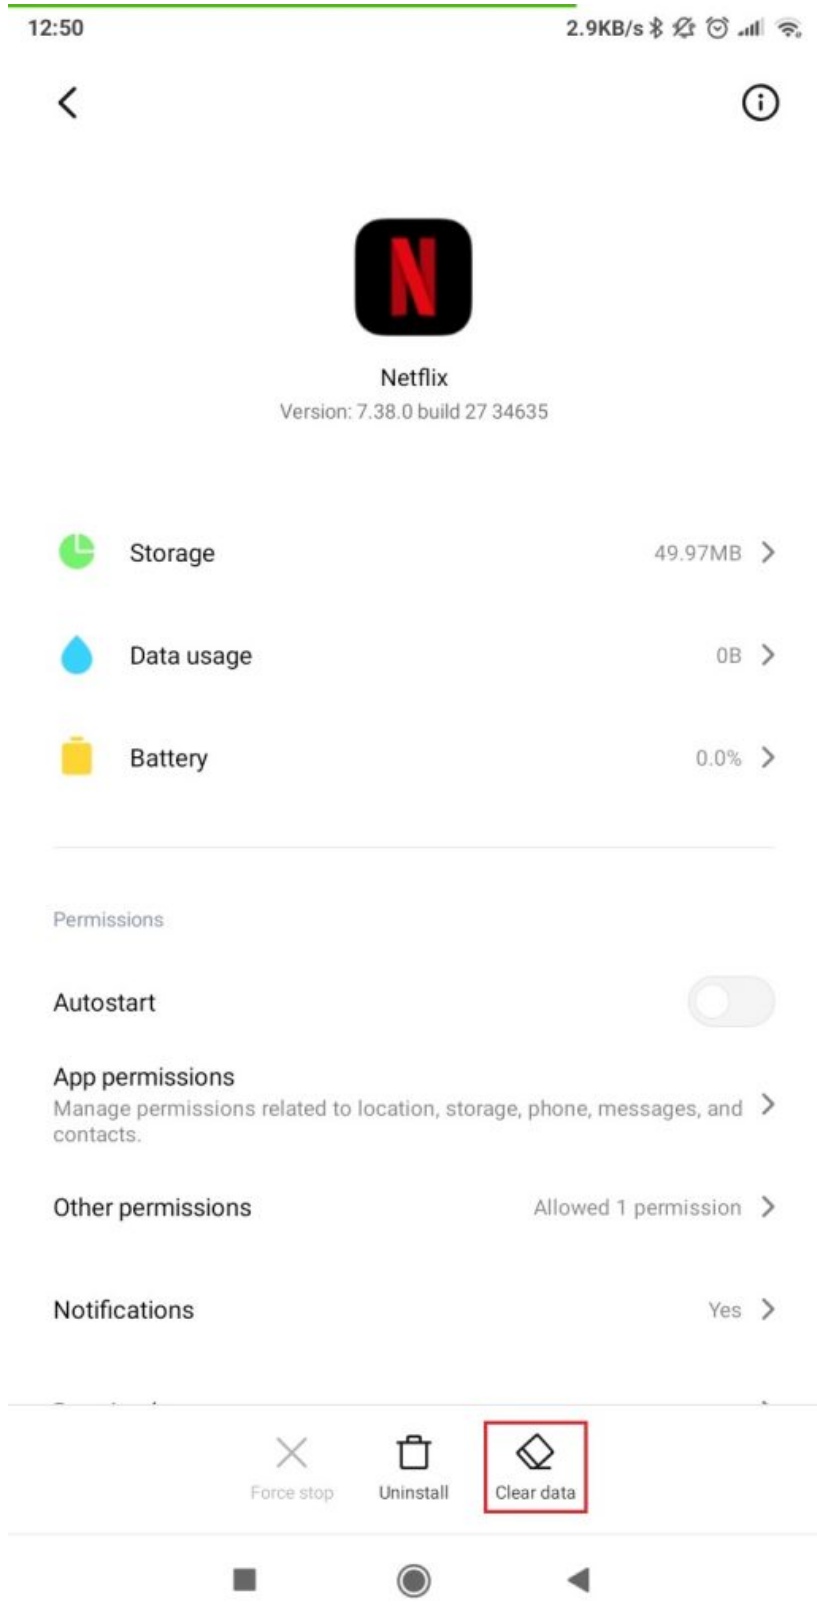 12:50
2.9KB/s
N
Netflix
Version: 7.38.0 build 27 34635
Storage
49.97MB
Data usage
0B
Battery
0.0%
Permissions
Autostart
App permissions
Manage permissions related to location, storage, phone, messages, and
contacts.
Other permissions
Allowed 1 permission
Notifications
Yes
Force stop
Uninstall
Clear data